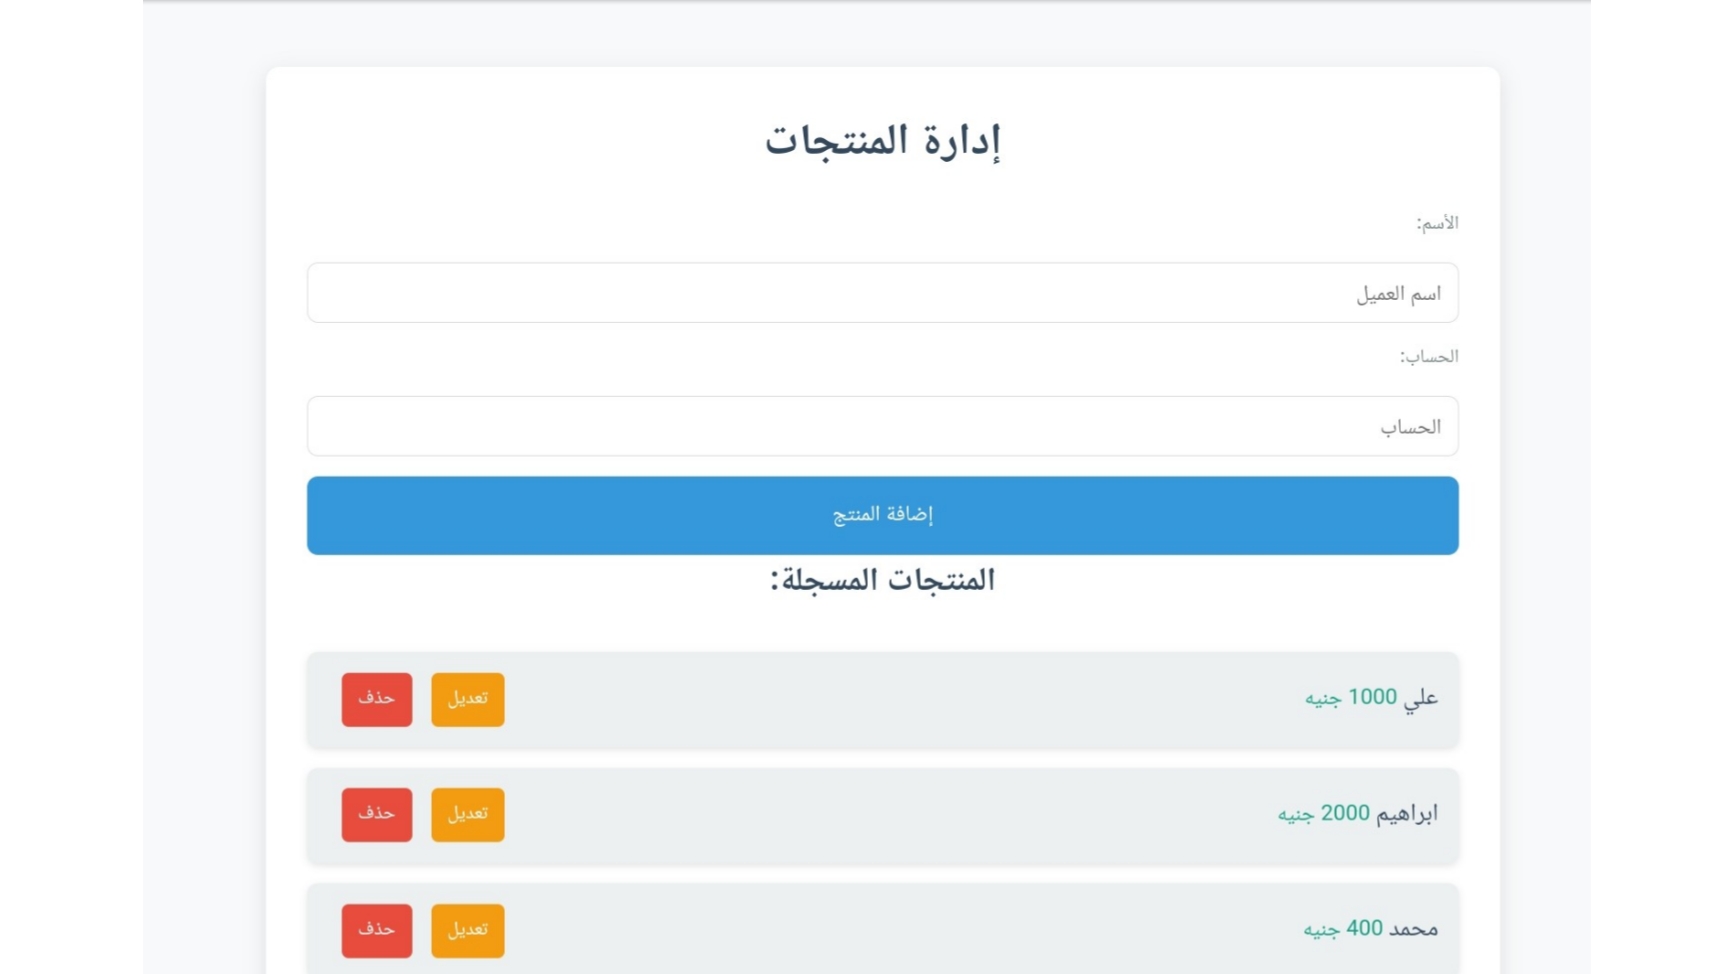 إدارة المنتجات
الأسم:
اسم العميل
الحساب:
الحساب
إضافة المنتج
المنتجات المسجلة:
علي 1000 جنيه
تعديل
حذف
ابراهيم 2000 جنيه
تعديل
حذف
محمد 400 جنيه
تعديل
حذف